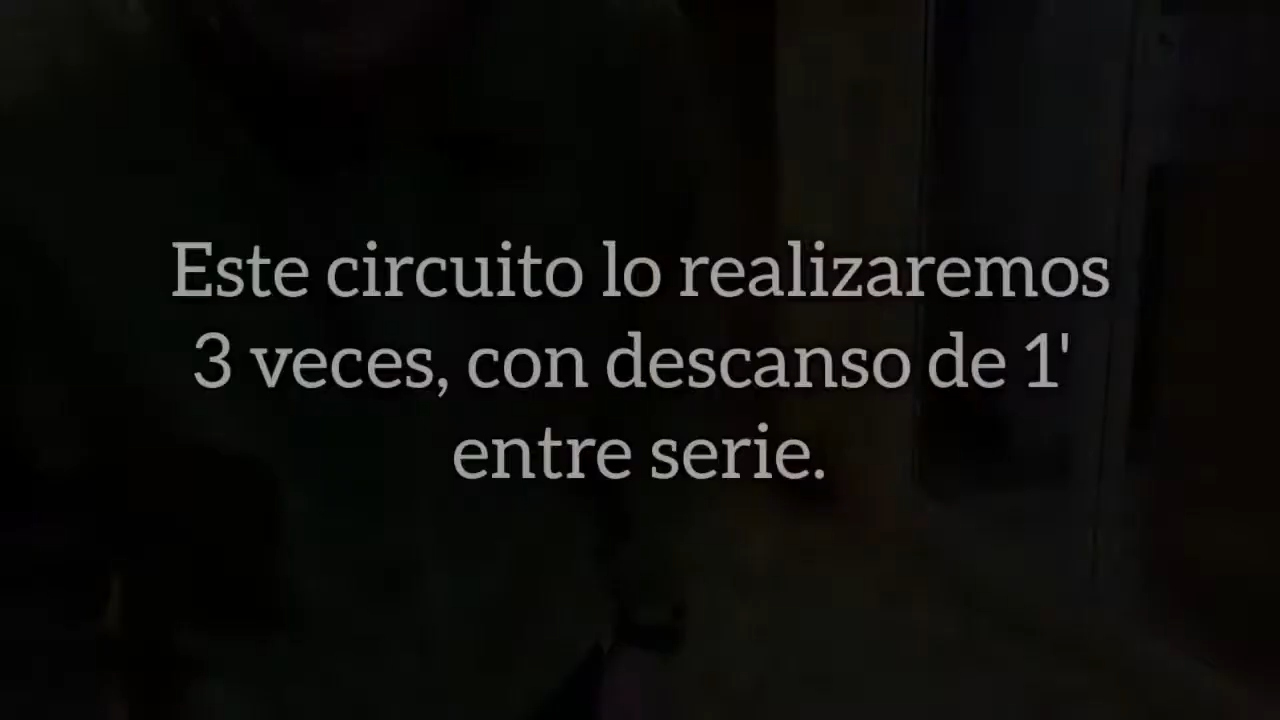 Este circuito lo realizaremos
3 veces, con descanso de 1'
entre serie.